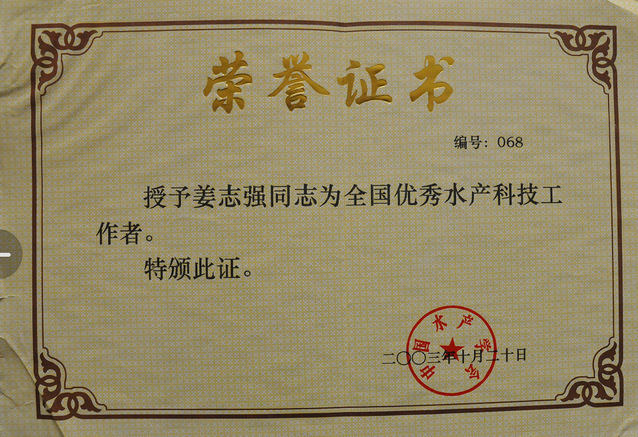 荣誉证书
编号：068
授予姜志强同志为全国优秀水产科技工
作者。
特颁此证。
中国水产学会
二〇〇三年十月二十日